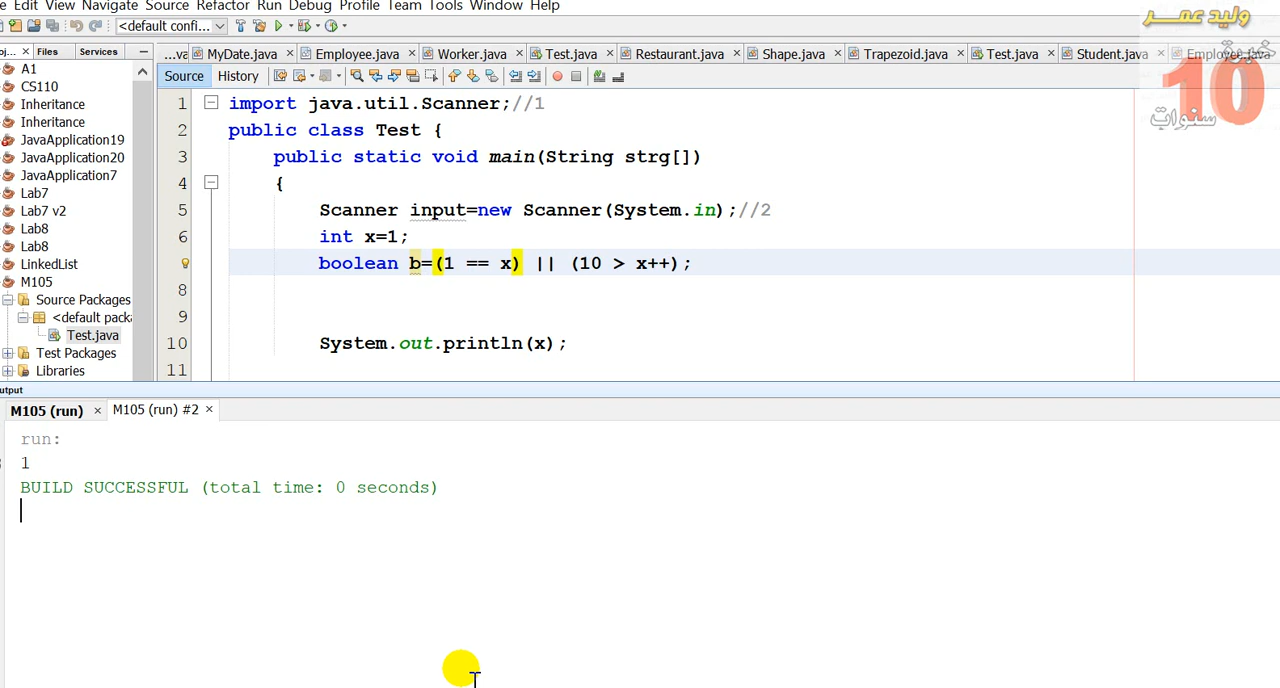 e Edit View Navigate Source Refactor Run Debug Profile Team Tools Window Help
<default confi...
وليد عمر
خبرة
10
سنوات
oj... × Files Services
...va MyDate.java × Employee.java × Worker.java × Test.java × Restaurant.java × Shape.java × Trapezoid.java × Test.java × Student.java × Employee.java
Source History
A1
CS110
Inheritance
Inheritance
JavaApplication19
JavaApplication20
JavaApplication7
Lab7
Lab7 v2
Lab8
Lab8
LinkedList
M105
Source Packages
<default packa
Test.java
Test Packages
Libraries
1 import java.util.Scanner;//1
2 public class Test {
3 public static void main(String strg[])
4 {
5 Scanner input=new Scanner(System.in);//2
6 int x=1;
boolean b=(1 == x) || (10 > x++);
8
9
10 System.out.println(x);
11
utput
M105 (run) × M105 (run) #2 ×
run:
1
BUILD SUCCESSFUL (total time: 0 seconds)